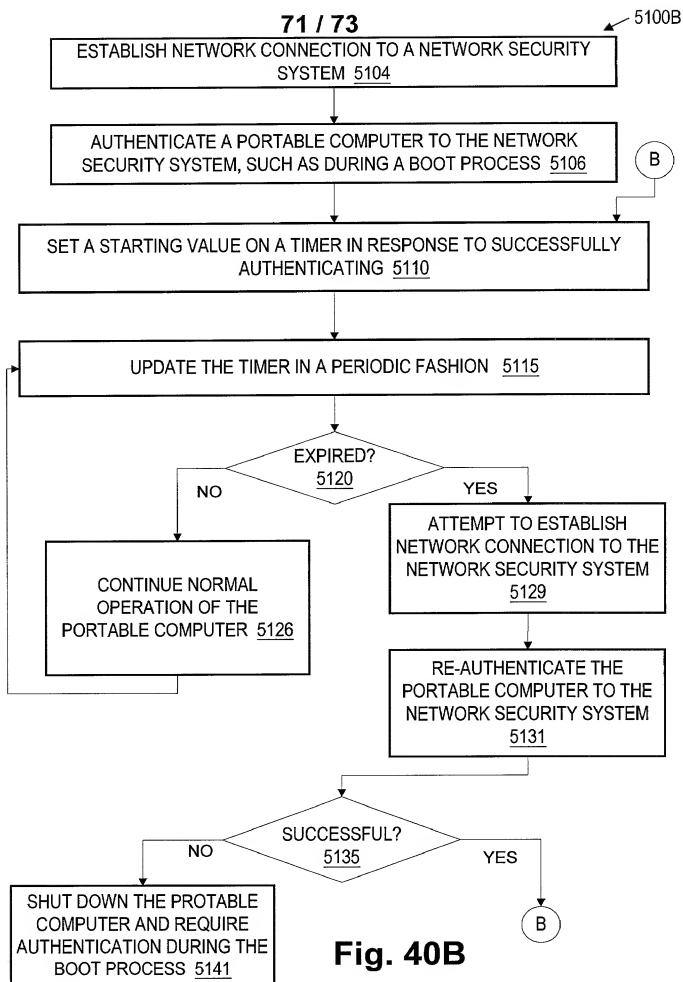 71 / 73
5100B
ESTABLISH NETWORK CONNECTION TO A NETWORK SECURITY
SYSTEM 5104
AUTHENTICATE A PORTABLE COMPUTER TO THE NETWORK
SECURITY SYSTEM, SUCH AS DURING A BOOT PROCESS 5106
B
SET A STARTING VALUE ON A TIMER IN RESPONSE TO SUCCESSFULLY
AUTHENTICATING 5110
UPDATE THE TIMER IN A PERIODIC FASHION 5115
EXPIRED?
5120
NO
YES
CONTINUE NORMAL
OPERATION OF THE
PORTABLE COMPUTER 5126
ATTEMPT TO ESTABLISH
NETWORK CONNECTION TO THE
NETWORK SECURITY SYSTEM
5129
RE-AUTHENTICATE THE
PORTABLE COMPUTER TO THE
NETWORK SECURITY SYSTEM
5131
SUCCESSFUL?
5135
NO
YES
SHUT DOWN THE PROTABLE
COMPUTER AND REQUIRE
AUTHENTICATION DURING THE
BOOT PROCESS 5141
B
Fig. 40B